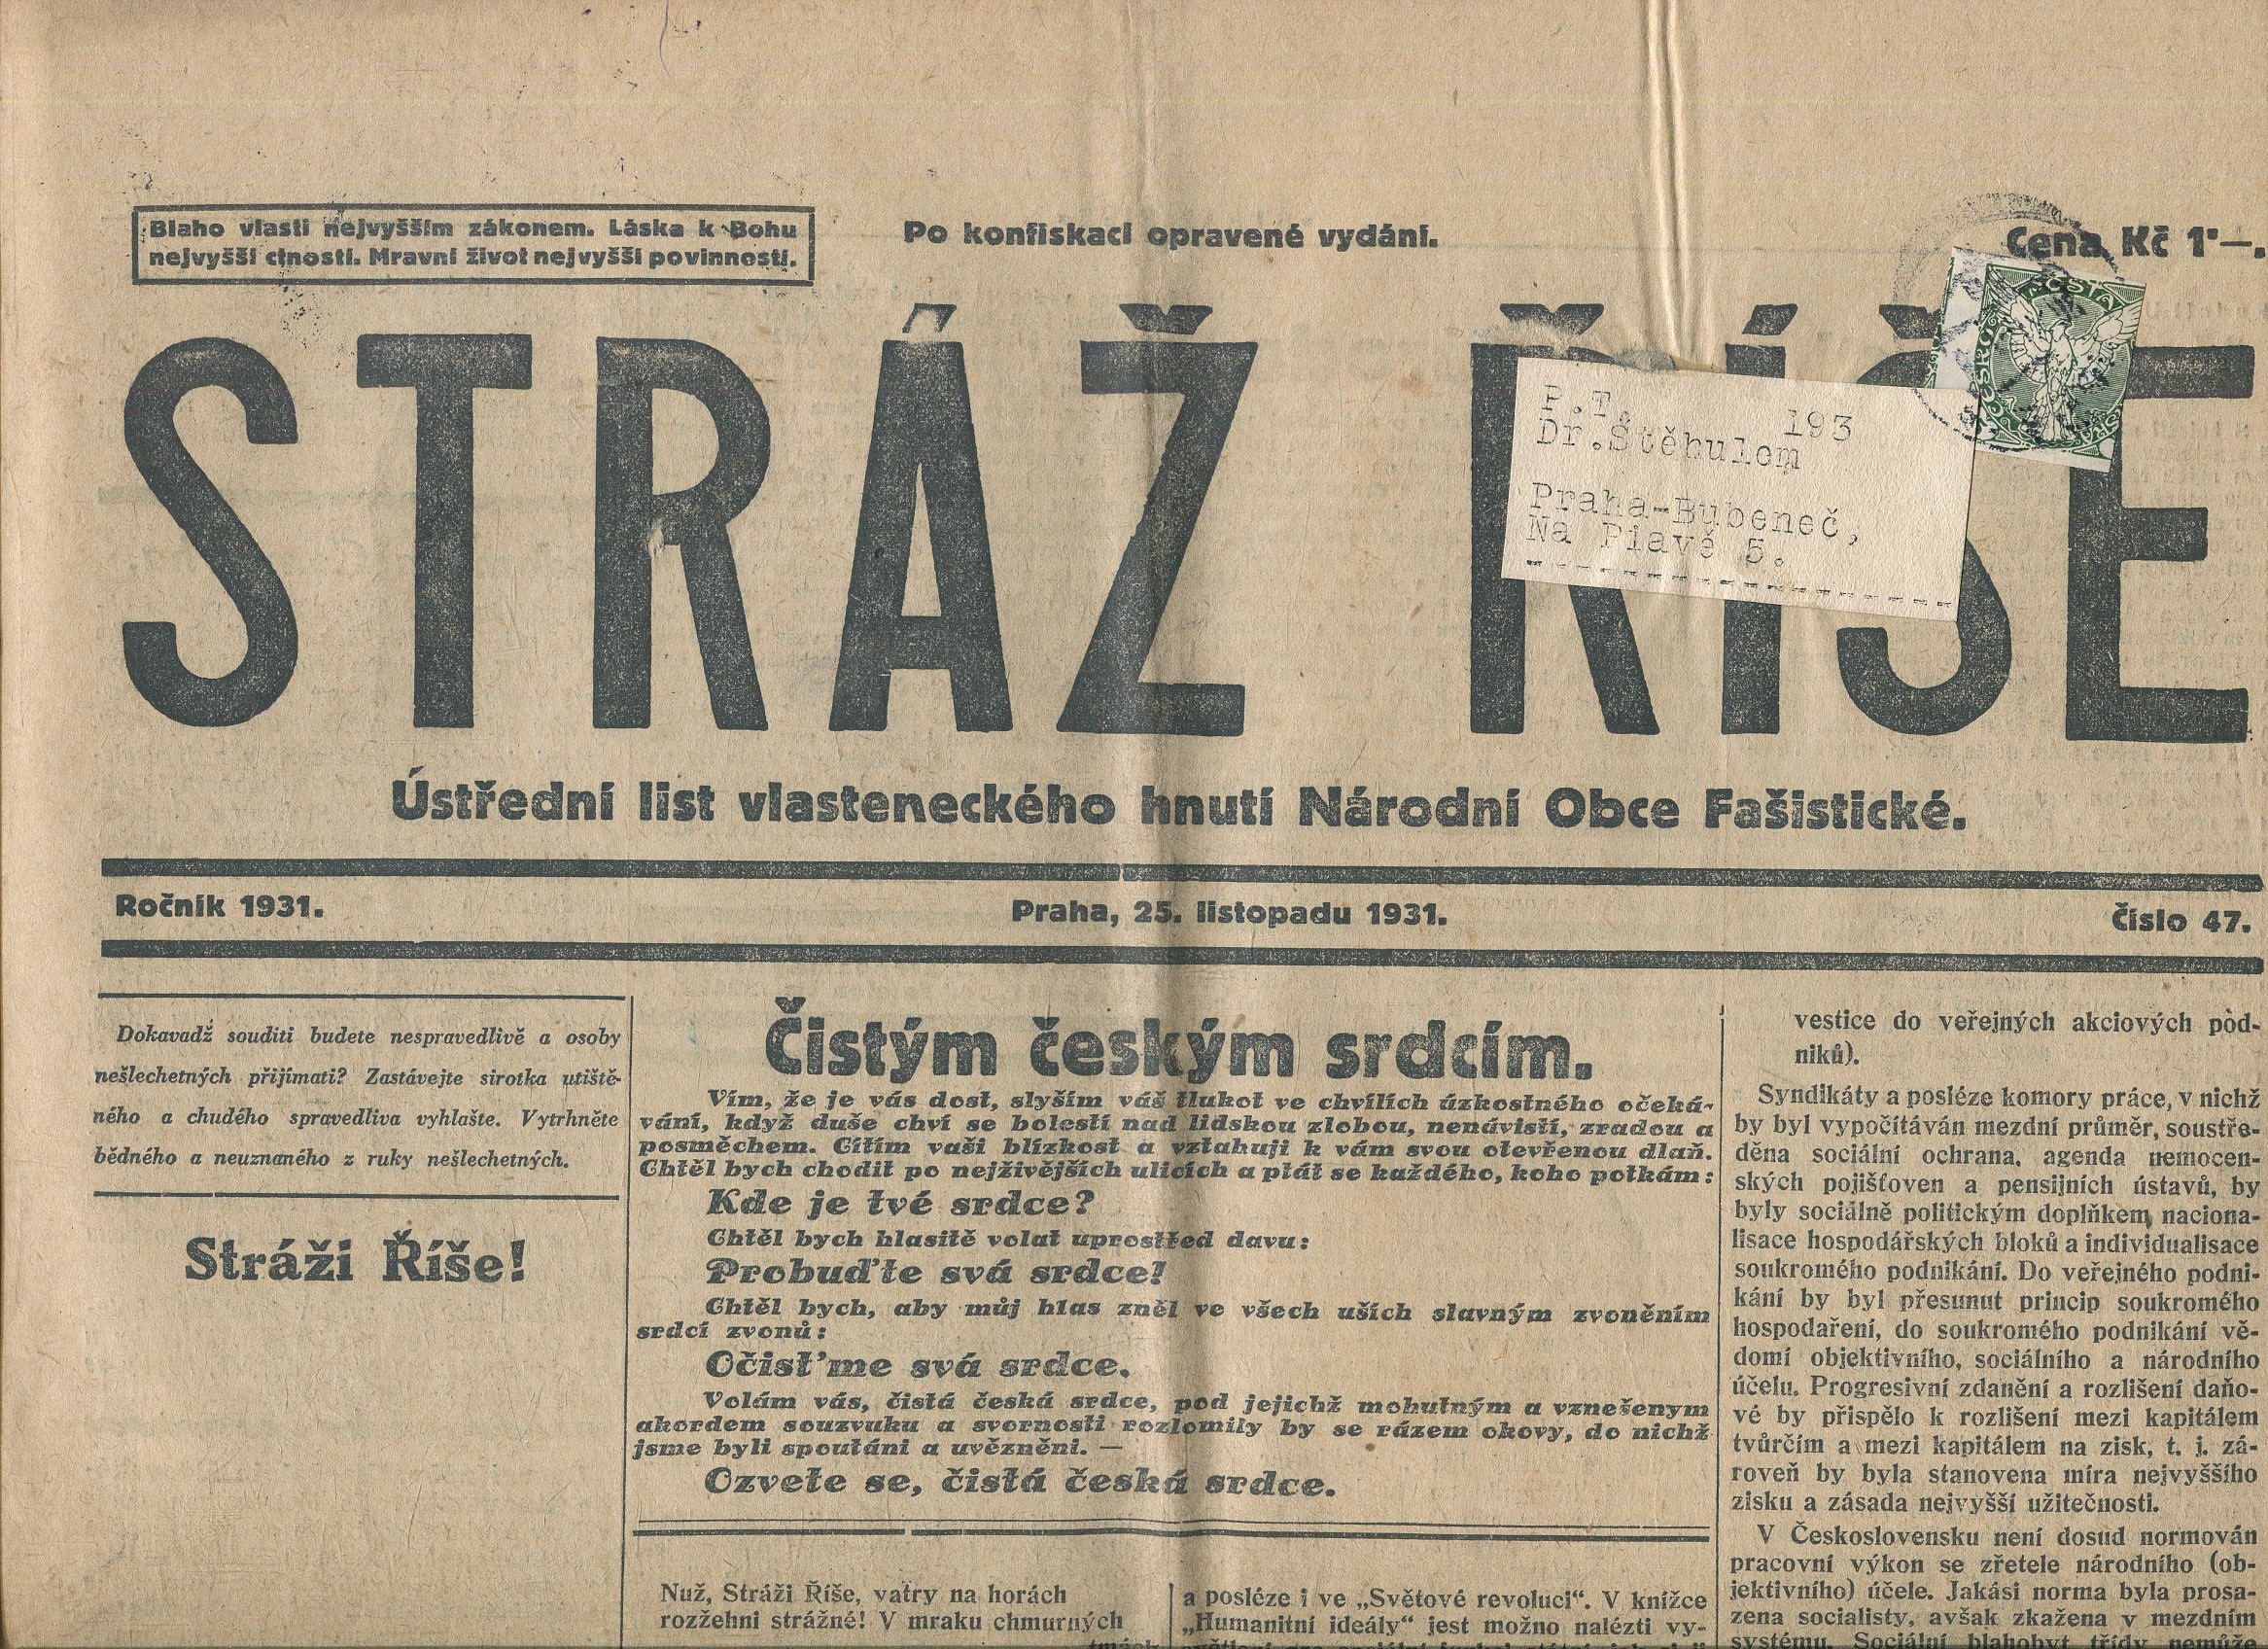 Blaho vlasti nejvyšším zákonem. Láska k Bohu
nejvyšší ctností. Mravní život nejvyšší povinností.
Po konfiskaci opravené vydání.
Cena Kč 1·—.
STRÁŽ ŘÍŠE
P.T. 193
Dr.Štěhulem
Praha-Bubeneč,
Na Piavě 5.
POŠTA
Ústřední list vlasteneckého hnutí Národní Obce Fašistické.
Ročník 1931.
Praha, 25. listopadu 1931.
Číslo 47.
Dokavadž souditi budete nespravedlivě a osoby
nešlechetných přijímati? Zastávejte sirotka utiště-
ného a chudého spravedliva vyhlašte. Vytrhněte
bědného a neuznaného z ruky nešlechetných.
Stráži Říše!
Čistým českým srdcím.
Vím, že je vás dost, slyším váš tlukot ve chvílích úzkostného očeká-
vání, když duše chví se bolestí nad lidskou zlobou, nenávistí, zradou a
posměchem. Cítím vaši blízkost a vztahuji k vám svou otevřenou dlaň.
Chtěl bych chodit po nejživějších ulicích a ptát se každého, koho potkám:
Kde je tvé srdce?
Chtěl bych hlasitě volat uprostřed davu:
Probuďte svá srdce!
Chtěl bych, aby můj hlas zněl ve všech uších slavným zvoněním
srdcí zvonů:
Očisťme svá srdce.
Volám vás, čistá česká srdce, pod jejichž mohutným a vznešenym
akordem souzvuku a svornosti rozlomily by se rázem okovy, do nichž
jsme byli spoutáni a uvězněni. —
Ozvete se, čistá česká srdce.
Nuž, Stráži Říše, vatry na horách
rozžehni strážné! V mraku chmurných
tmách
a posléze i ve „Světové revoluci“. V knížce
„Humanitní ideály“ jest možno nalézti vy-
vestice do veřejných akciových pòd-
niků).
Syndikáty a posléze komory práce, v nichž
by byl vypočítáván mezdní průměr, soustře-
děna sociální ochrana, agenda nemocen-
ských pojišťoven a pensijních ústavů, by
byly sociálně politickým doplňkem naciona-
lisace hospodářských bloků a individualisace
soukromého podnikání. Do veřejného podni-
kání by byl přesunut princip soukromého
hospodaření, do soukromého podnikání vě-
domí objektivního, sociálního a národního
účelu. Progresivní zdanění a rozlišení daňo-
vé by přispělo k rozlišení mezi kapitálem
tvůrčím a mezi kapitálem na zisk, t. j. zá-
roveň by byla stanovena míra nejvyššího
zisku a zásada nejvyšší užitečnosti.
V Československu není dosud normován
pracovní výkon se zřetele národního (ob-
jektivního) účele. Jakási norma byla prosa-
zena socialisty, avšak zkažena v mezdním
systému. Sociální blahobyt třídy nemůže